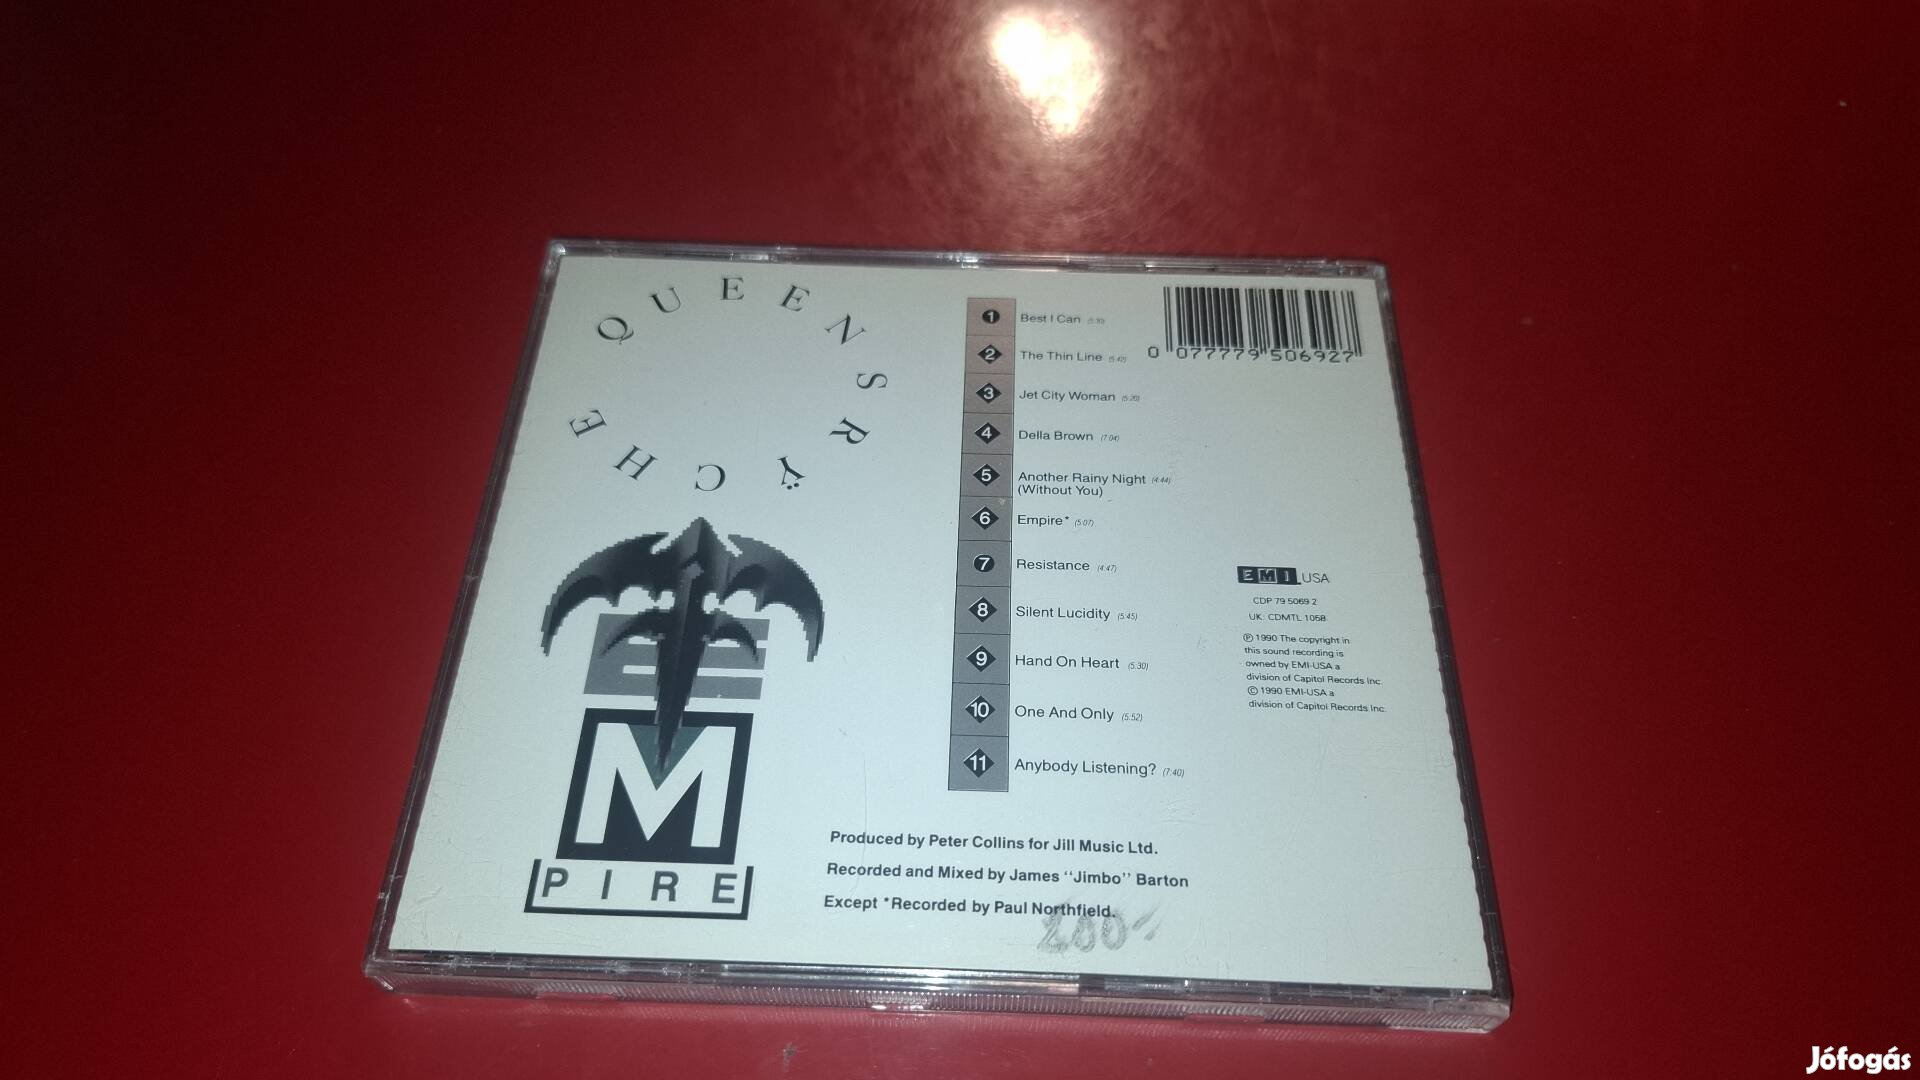 QUEENSRŸCHE
E
M
PIRE
1 Best I Can
2 The Thin Line (5:42)
3 Jet City Woman (5:20)
4 Della Brown (7:04)
5 Another Rainy Night (4:44)
(Without You)
6 Empire* (5:07)
7 Resistance (4:47)
8 Silent Lucidity (5:45)
9 Hand On Heart (5:30)
10 One And Only (5:52)
11 Anybody Listening? (7:40)
0 077779 506927
EMI USA
CDP 79 5069 2
UK: CDMTL 1058
℗ 1990 The copyright in
this sound recording is
owned by EMI-USA a
division of Capitol Records Inc.
© 1990 EMI-USA a
division of Capitol Records Inc.
Produced by Peter Collins for Jill Music Ltd.
Recorded and Mixed by James "Jimbo" Barton
Except *Recorded by Paul Northfield.
Jófogás